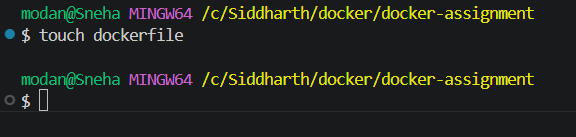 modan@Sneha MINGW64 /c/Siddharth/docker/docker-assignment
$ touch dockerfile
modan@Sneha MINGW64 /c/Siddharth/docker/docker-assignment
$